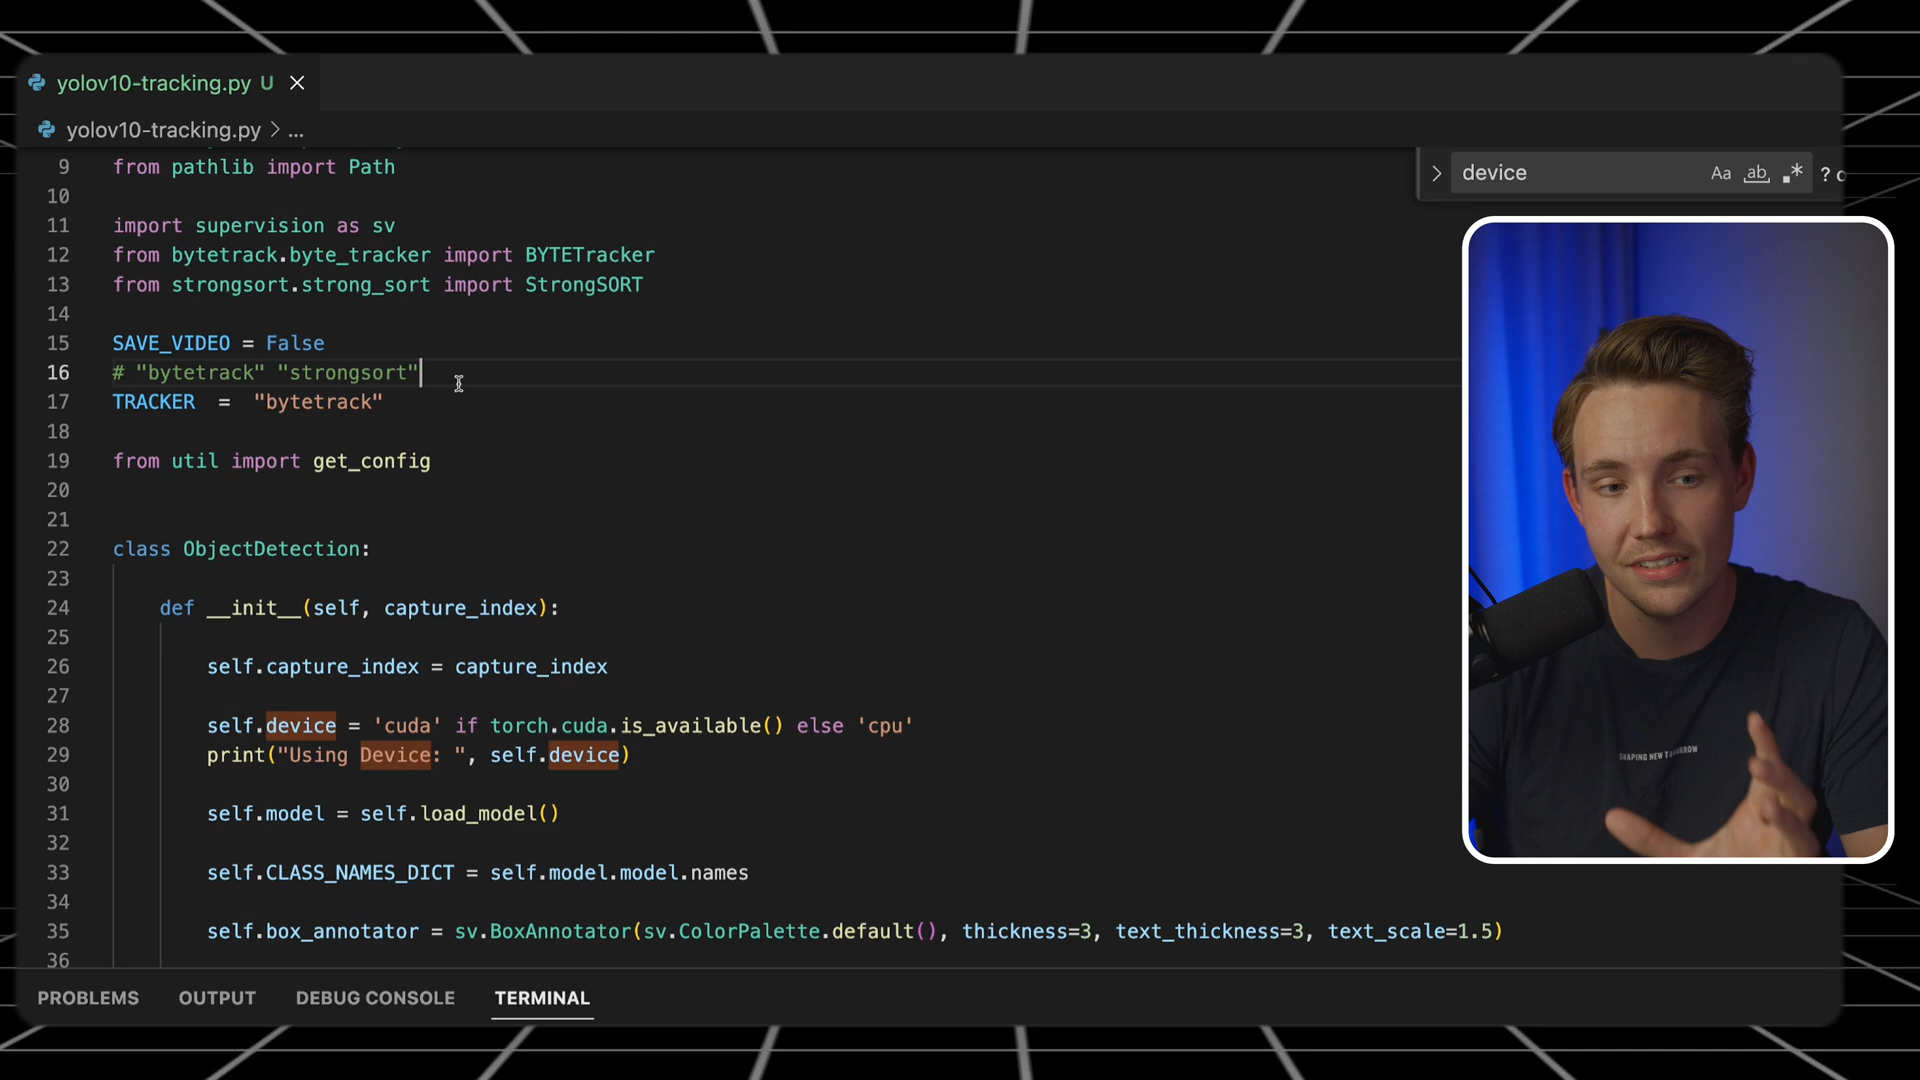 yolov10-tracking.py U
yolov10-tracking.py > ...
9 from pathlib import Path
10
11 import supervision as sv
12 from bytetrack.byte_tracker import BYTETracker
13 from strongsort.strong_sort import StrongSORT
14
15 SAVE_VIDEO = False
16 # "bytetrack" "strongsort"
17 TRACKER  =  "bytetrack"
18
19 from util import get_config
20
21
22 class ObjectDetection:
23
24     def __init__(self, capture_index):
25
26         self.capture_index = capture_index
27
28         self.device = 'cuda' if torch.cuda.is_available() else 'cpu'
29         print("Using Device: ", self.device)
30
31         self.model = self.load_model()
32
33         self.CLASS_NAMES_DICT = self.model.model.names
34
35         self.box_annotator = sv.BoxAnnotator(sv.ColorPalette.default(), thickness=3, text_thickness=3, text_scale=1.5)
36
device Aa ab .* ?
SHAPING NEW TOMORROW
PROBLEMS OUTPUT DEBUG CONSOLE TERMINAL